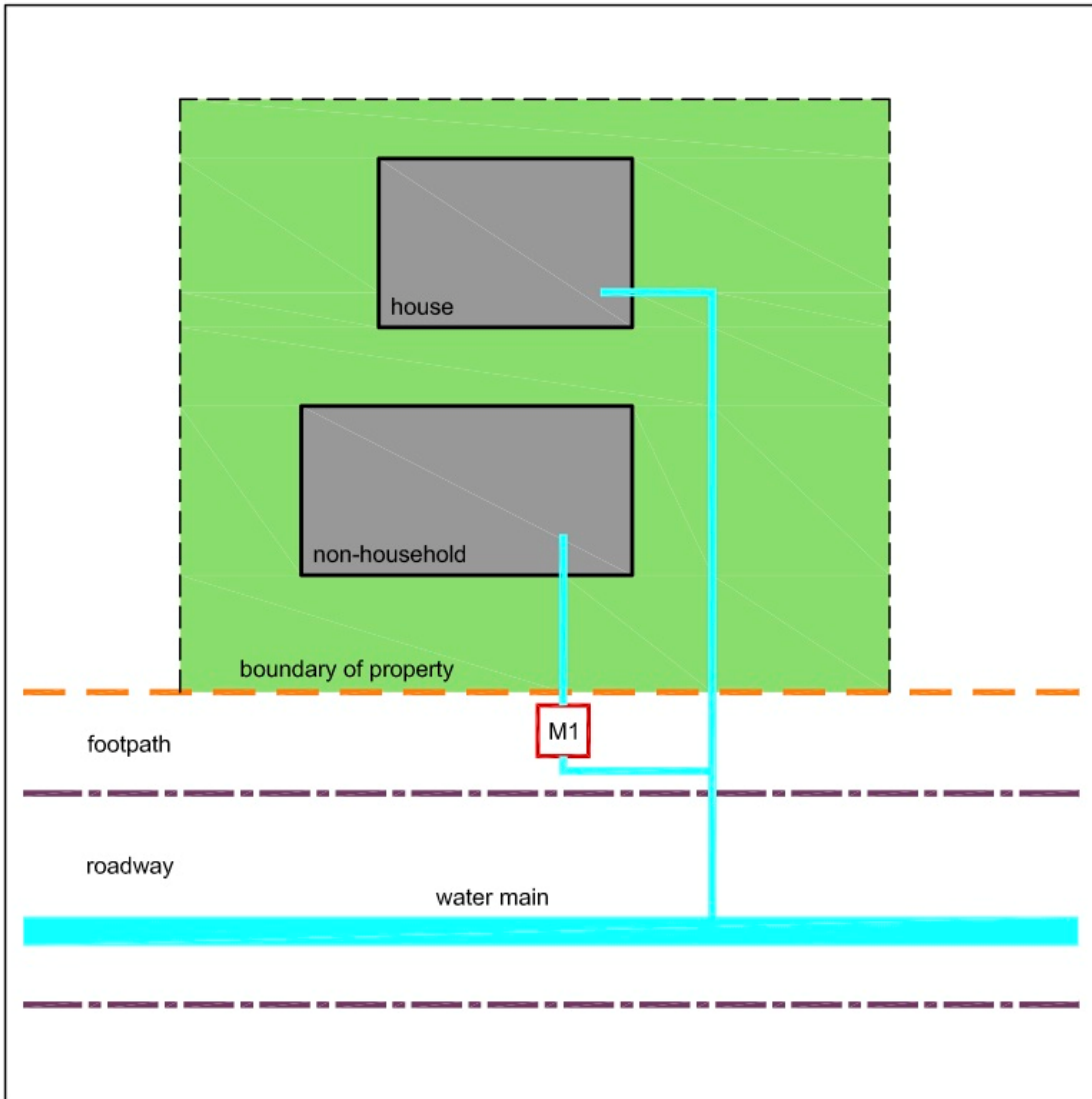 house
non-household
boundary of property
M1
footpath
roadway
water main